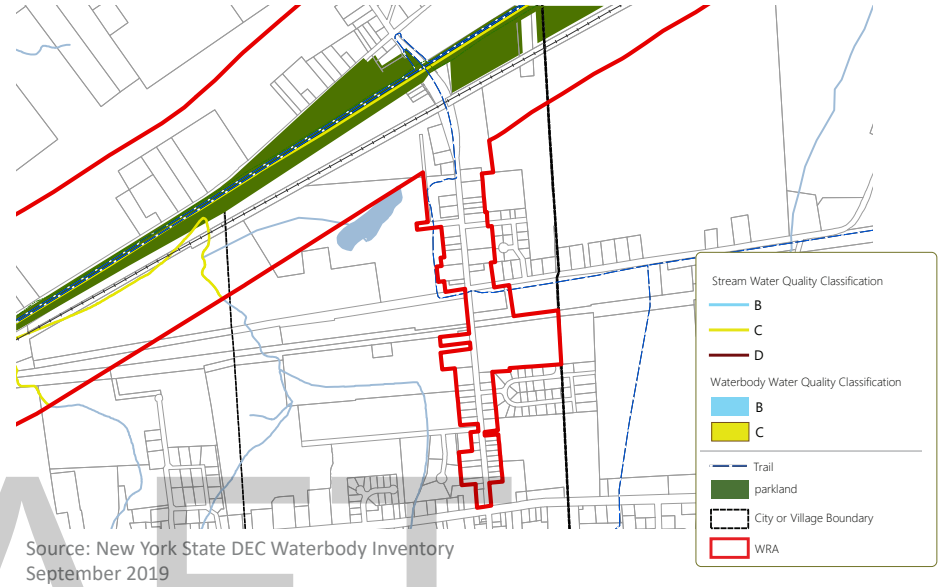 Stream Water Quality Classification
B
C
D
Waterbody Water Quality Classification
B
C
Trail
parkland
City or Village Boundary
WRA
Source: New York State DEC Waterbody Inventory
September 2019